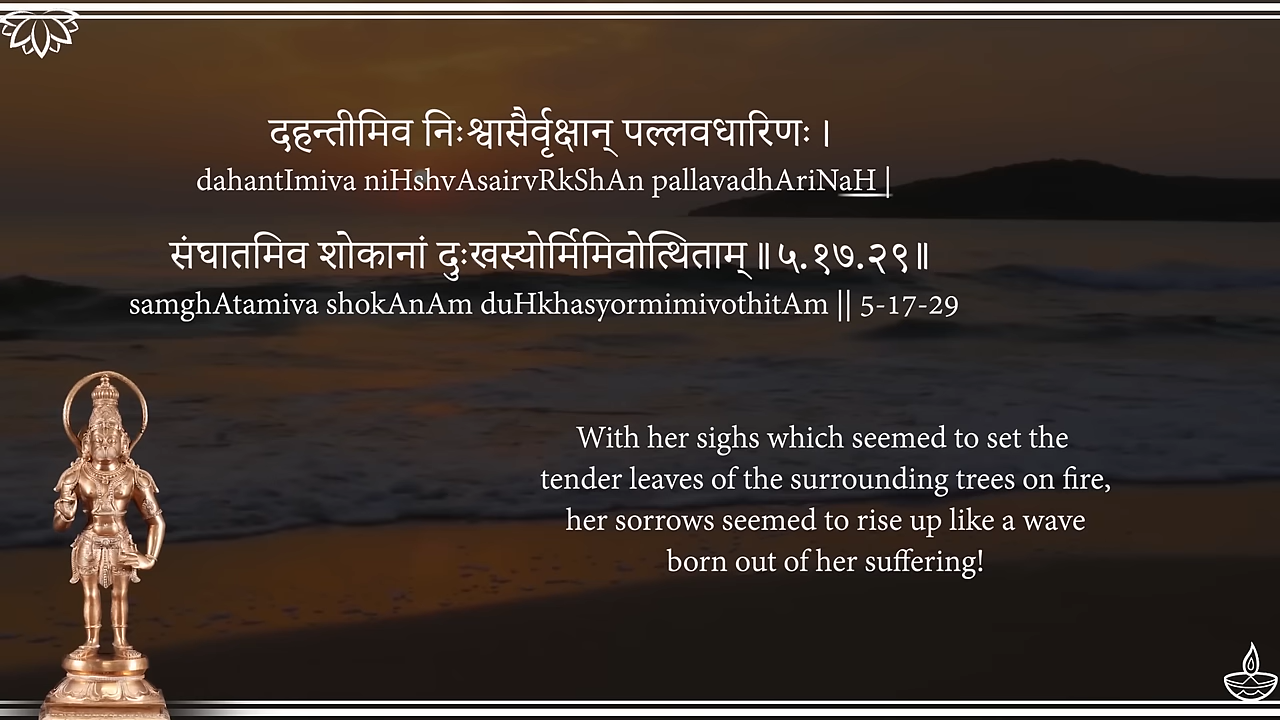 दहन्तीमिव निःश्वासैर्वृक्षान् पल्लवधारिणः ।
dahantImiva niHshvAsairvRkShAn pallavadhAriNaH |
संघातमिव शोकानां दुःखस्योर्मिमिवोत्थिताम् ॥५.१७.२९॥
samghAtamiva shokAnAm duHkhasyormimivothitAm || 5-17-29
With her sighs which seemed to set the
tender leaves of the surrounding trees on fire,
her sorrows seemed to rise up like a wave
born out of her suffering!